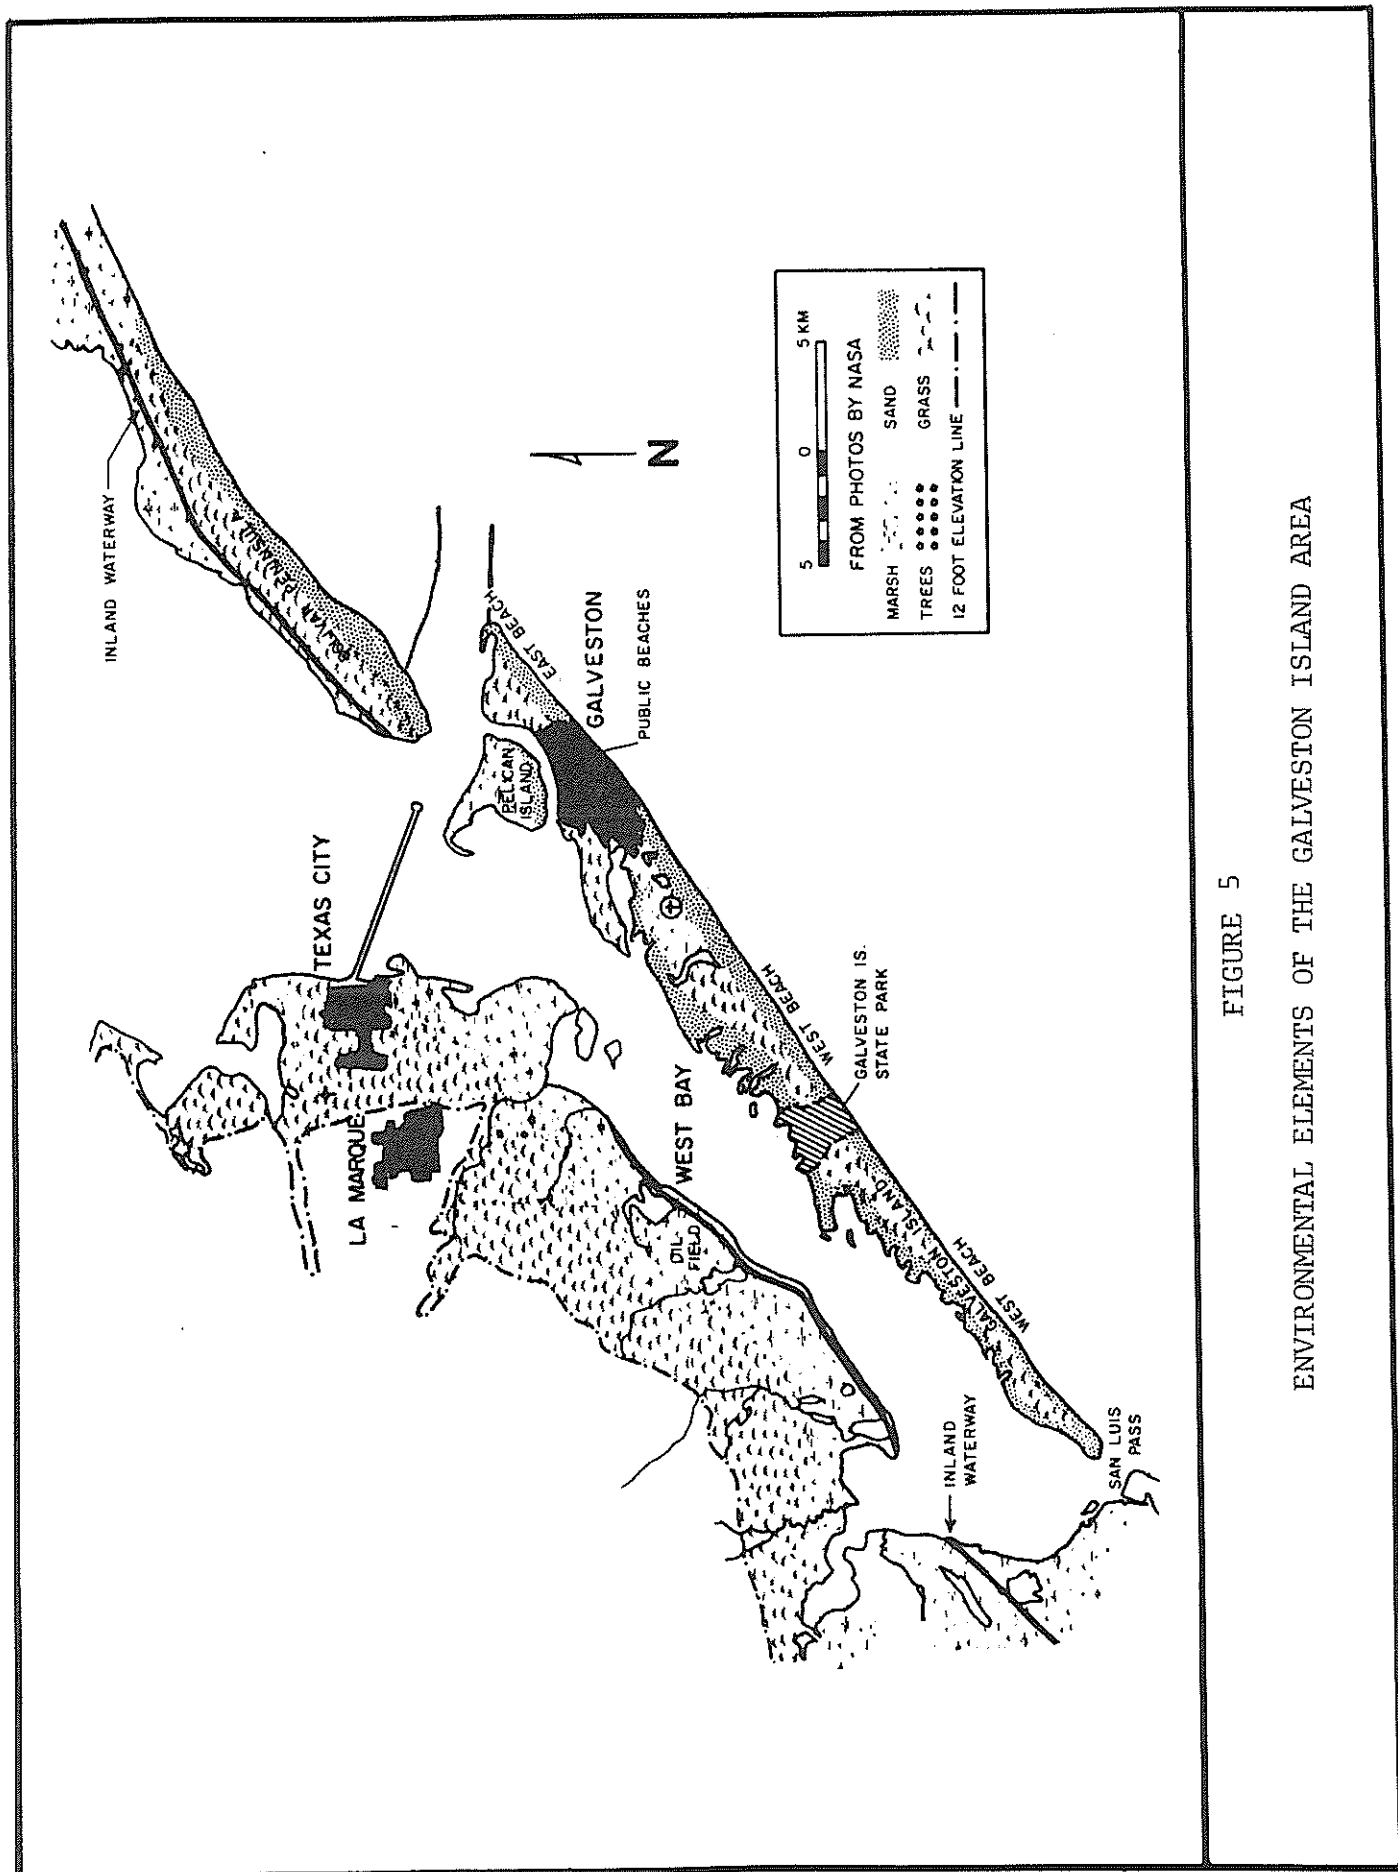 INLAND WATERWAY
BOLIVAR PENINSULA
N
TEXAS CITY
LA MARQUE
PELICAN
ISLAND
EAST BEACH
GALVESTON
PUBLIC BEACHES
WEST BAY
OIL
FIELD
WEST BEACH
GALVESTON IS.
STATE PARK
GALVESTON ISLAND
WEST BEACH
INLAND
WATERWAY
SAN LUIS
PASS
5 0 5 KM
FROM PHOTOS BY NASA
MARSH SAND
TREES GRASS
12 FOOT ELEVATION LINE
FIGURE 5
ENVIRONMENTAL ELEMENTS OF THE GALVESTON ISLAND AREA